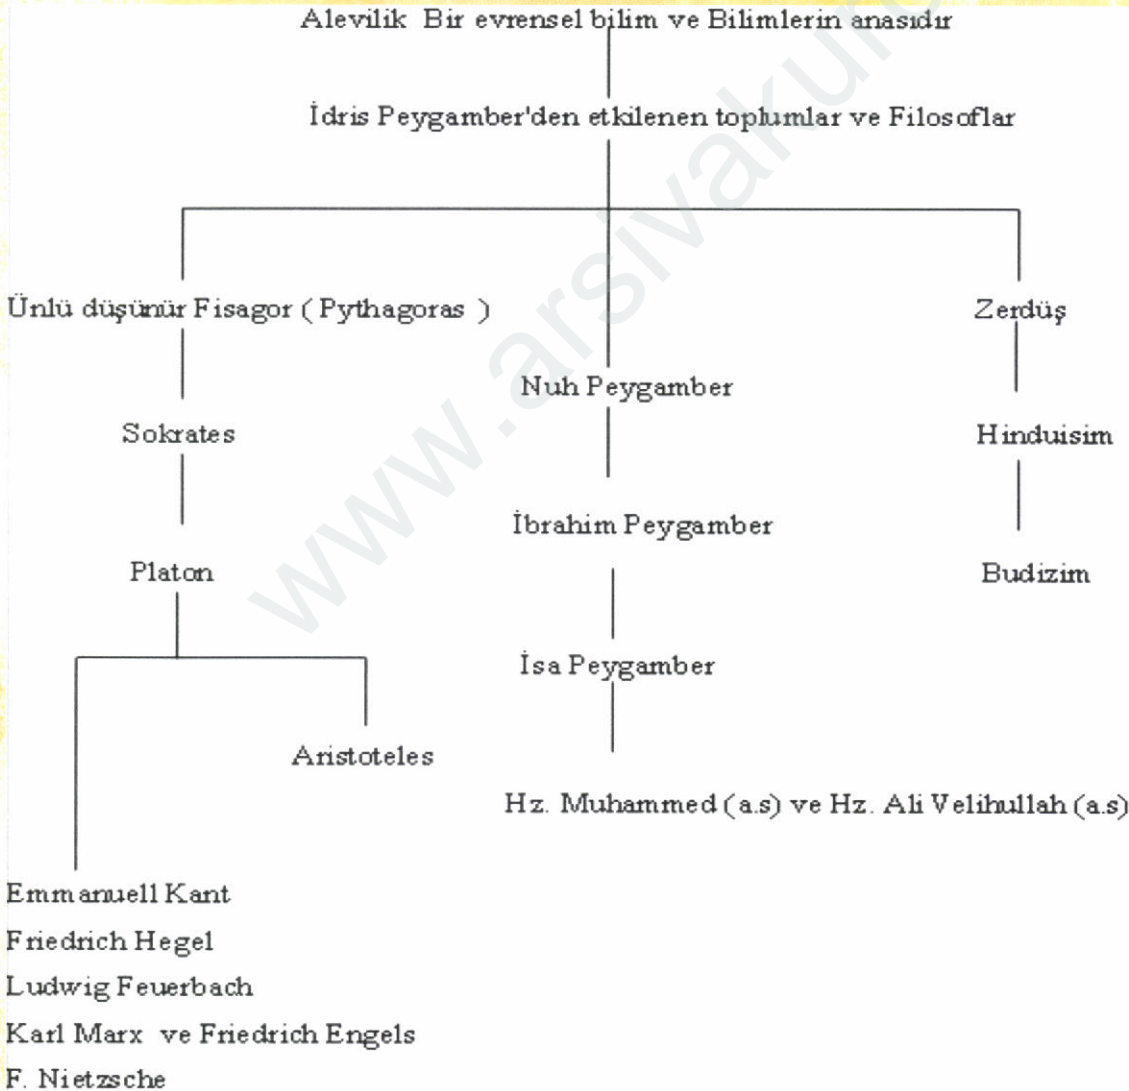 Alevilik Bir evrensel bilim ve Bilimlerin anasıdır
İdris Peygamber'den etkilenen toplumlar ve Filosoflar
Ünlü düşünür Fisagor ( Pythagoras )
Zerdüş
Nuh Peygamber
Sokrates
Hinduisim
İbrahim Peygamber
Platon
Budizim
İsa Peygamber
Aristoteles
Hz. Muhammed (a.s) ve Hz. Ali Velihullah (a.s)
Emmanuell Kant
Friedrich Hegel
Ludwig Feuerbach
Karl Marx ve Friedrich Engels
F. Nietzsche